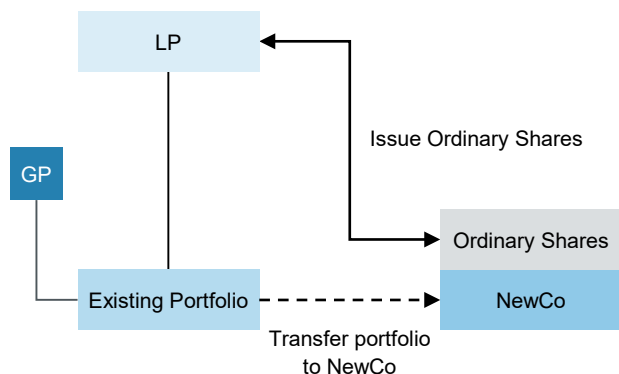 LP
Issue Ordinary Shares
GP
Ordinary Shares
Existing Portfolio
NewCo
Transfer portfolio
to NewCo